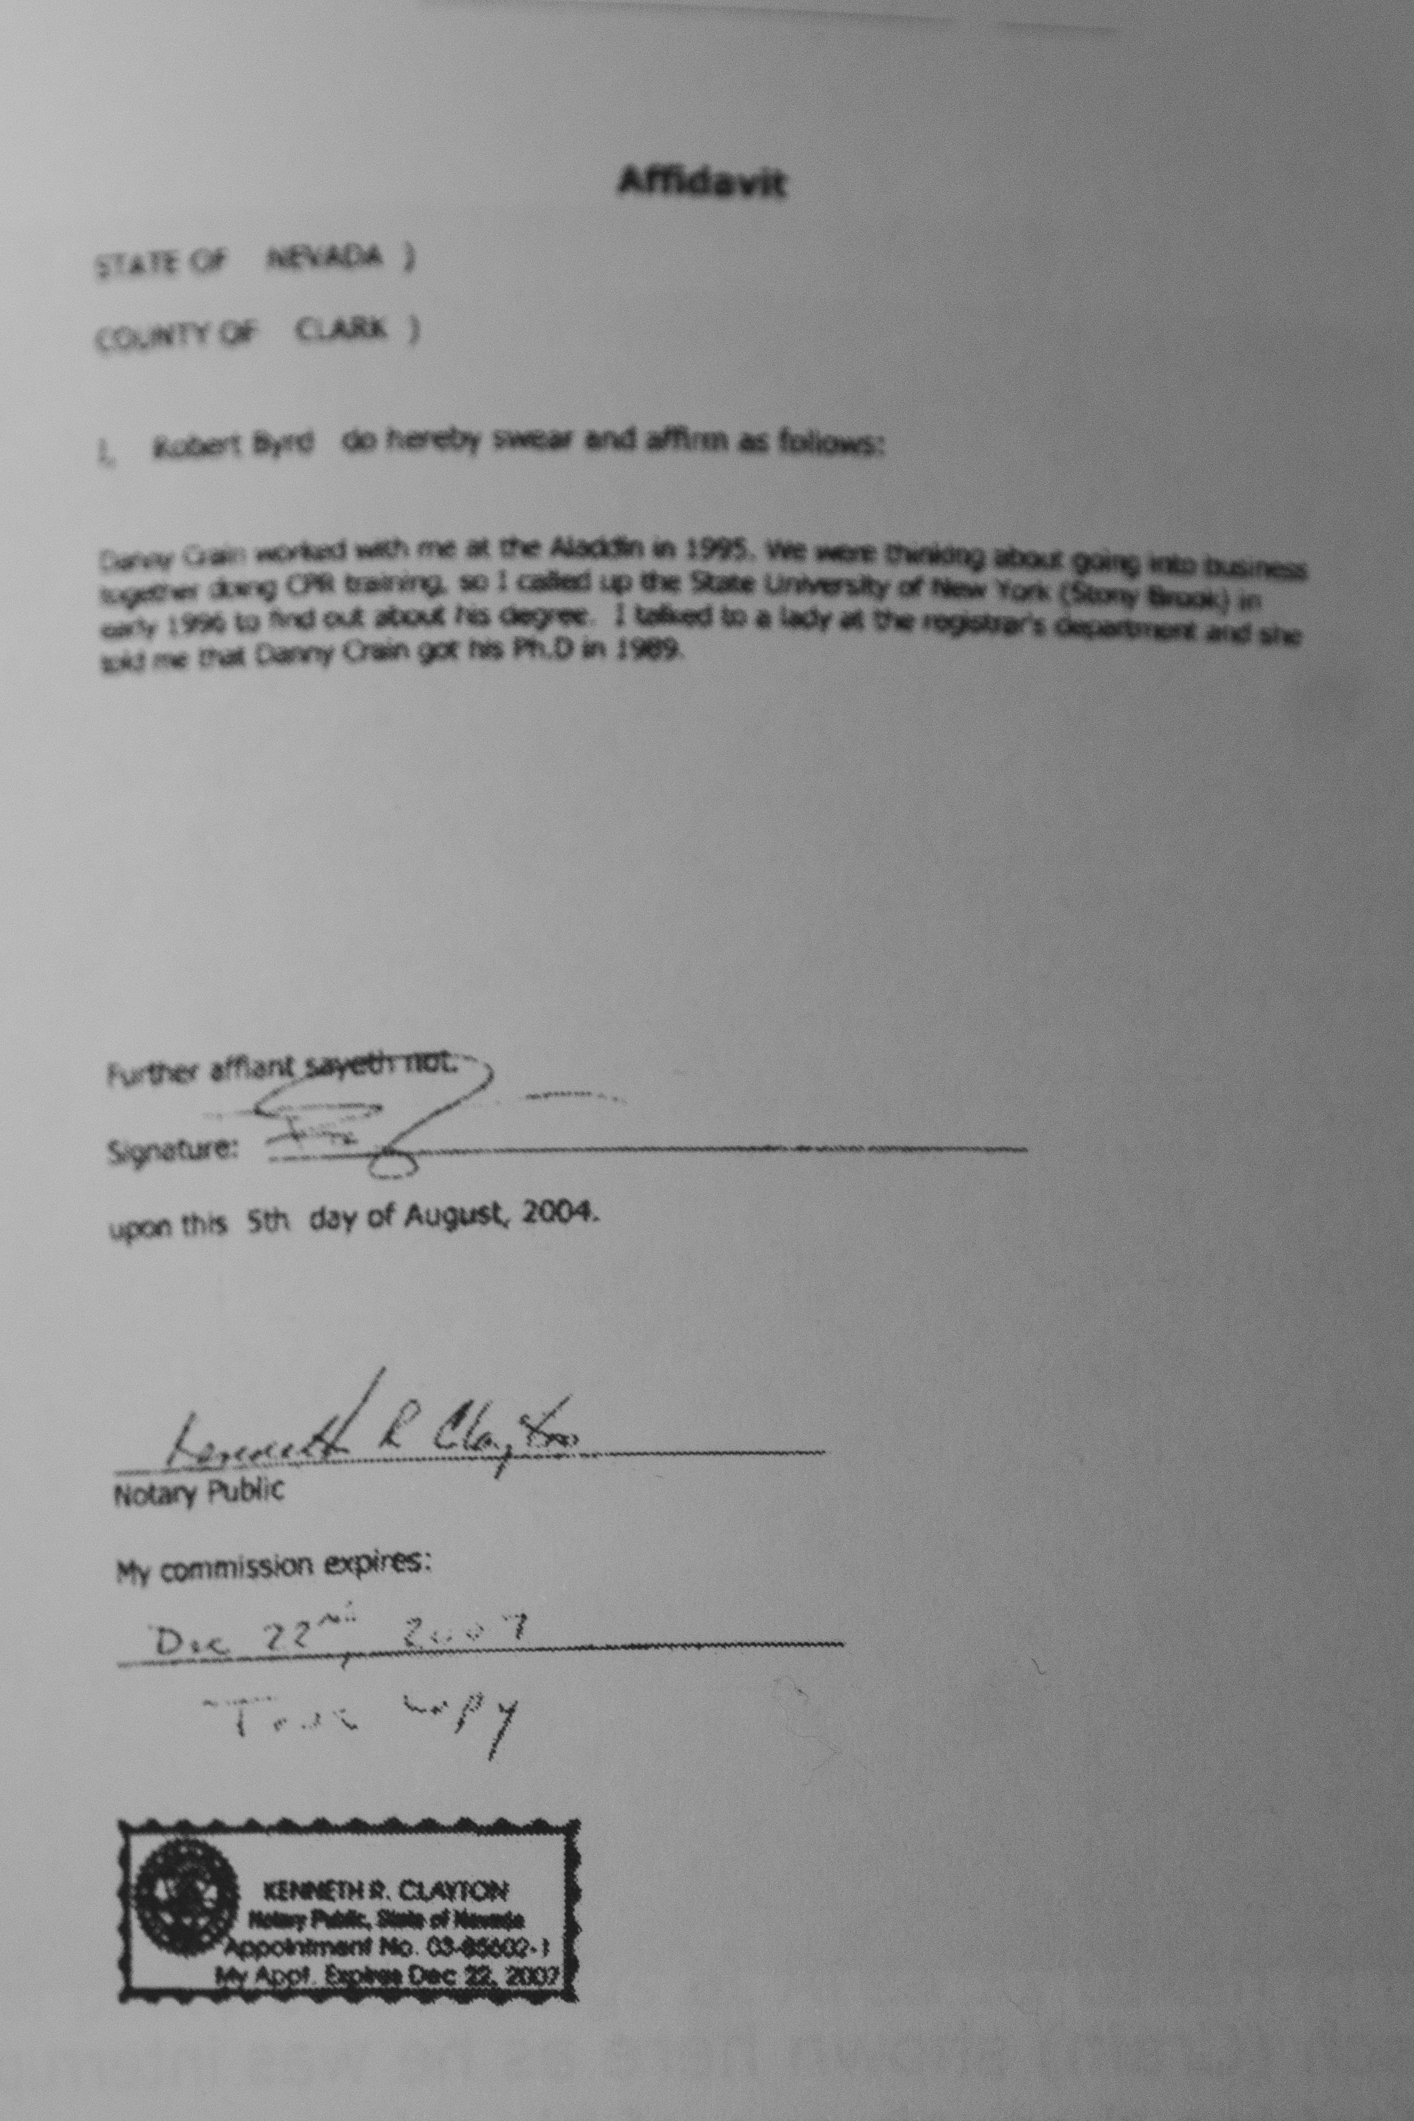 Affidavit
STATE OF NEVADA )
COUNTY OF CLARK )
I, Robert Byrd do hereby swear and affirm as follows:
Danny Crain worked with me at the Aladdin in 1995. We were thinking about going into business
together doing CPR training, so I called up the State University of New York (Stony Brook) in
early 1996 to find out about his degree. I talked to a lady at the registrar's department and she
told me that Danny Crain got his Ph.D in 1989.
Further affiant sayeth not.
Signature:
upon this 5th day of August, 2004.
Kenneth R Clayton
Notary Public
My commission expires:
Dec 22nd, 2007
True copy
KENNETH R. CLAYTON
Notary Public, State of Nevada
Appointment No. 03-85602-1
My Appt. Expires Dec 22, 2007
shown here as he was